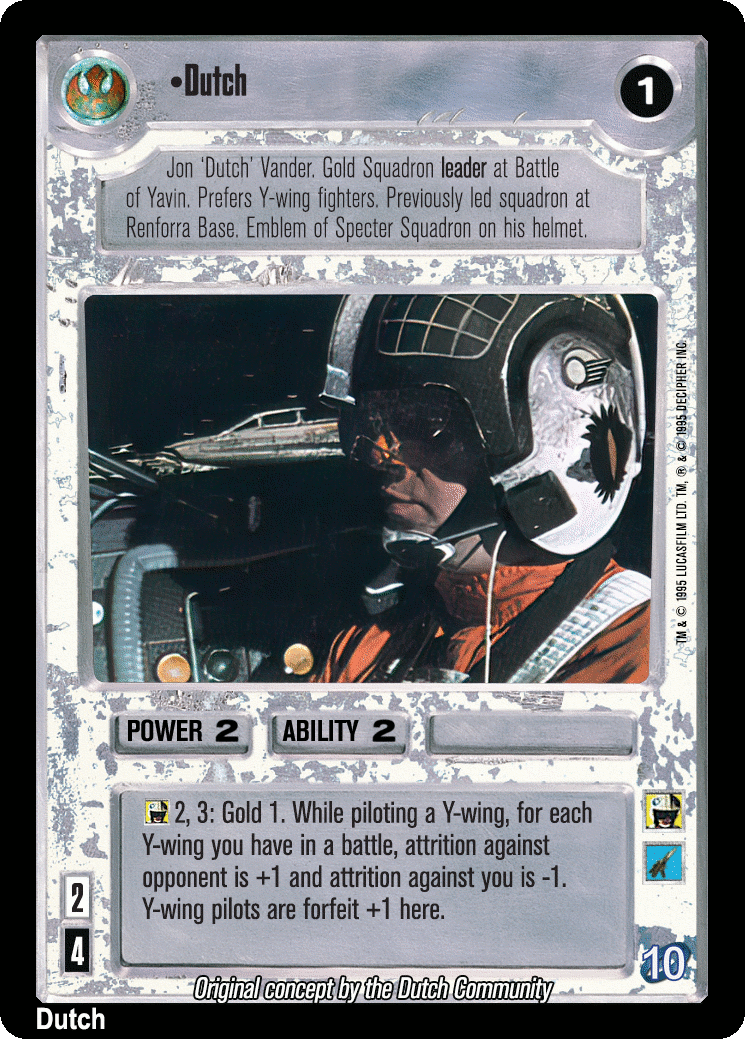 •Dutch
1
Jon ‘Dutch’ Vander. Gold Squadron leader at Battle
of Yavin. Prefers Y-wing fighters. Previously led squadron at
Renforra Base. Emblem of Specter Squadron on his helmet.
TM & © 1995 LUCASFILM LTD. TM, ® & © 1995 DECIPHER INC.
POWER 2 ABILITY 2
2, 3: Gold 1. While piloting a Y-wing, for each
Y-wing you have in a battle, attrition against
opponent is +1 and attrition against you is -1.
Y-wing pilots are forfeit +1 here.
2
4
10
Original concept by the Dutch Community
Dutch